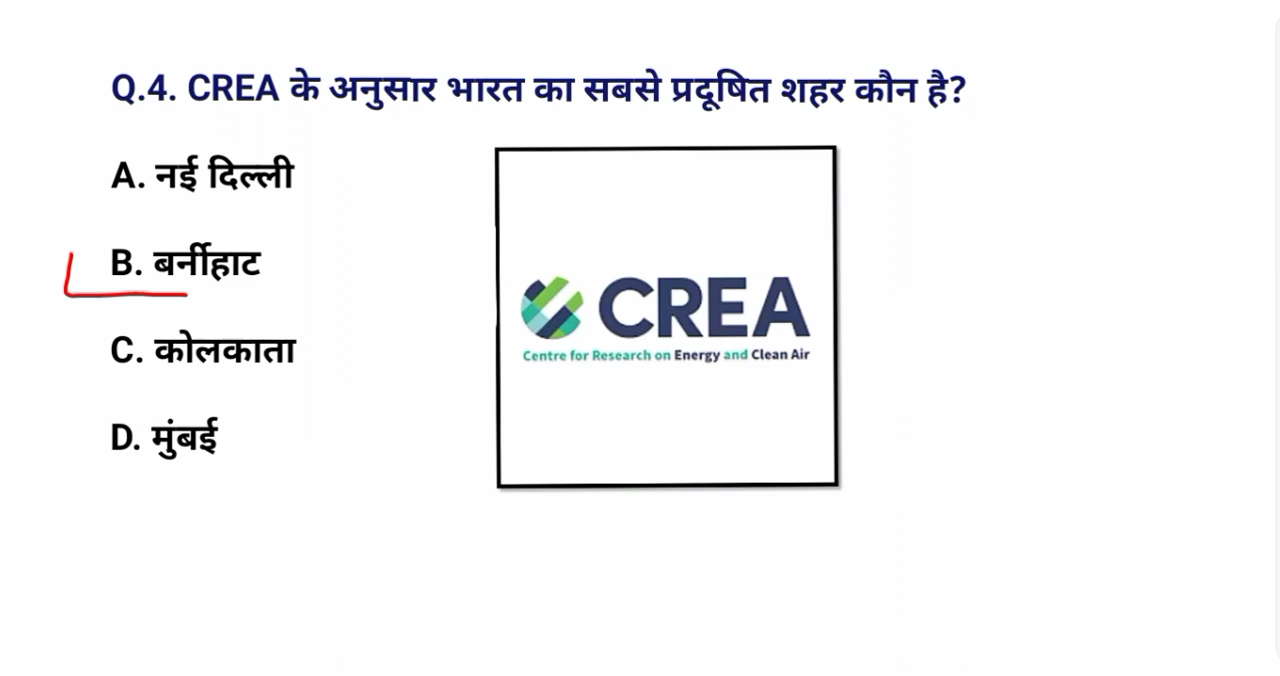 Q.4. CREA के अनुसार भारत का सबसे प्रदूषित शहर कौन है?
A. नई दिल्ली
B. बर्नीहाट
C. कोलकाता
D. मुंबई
CREA
Centre for Research on Energy and Clean Air